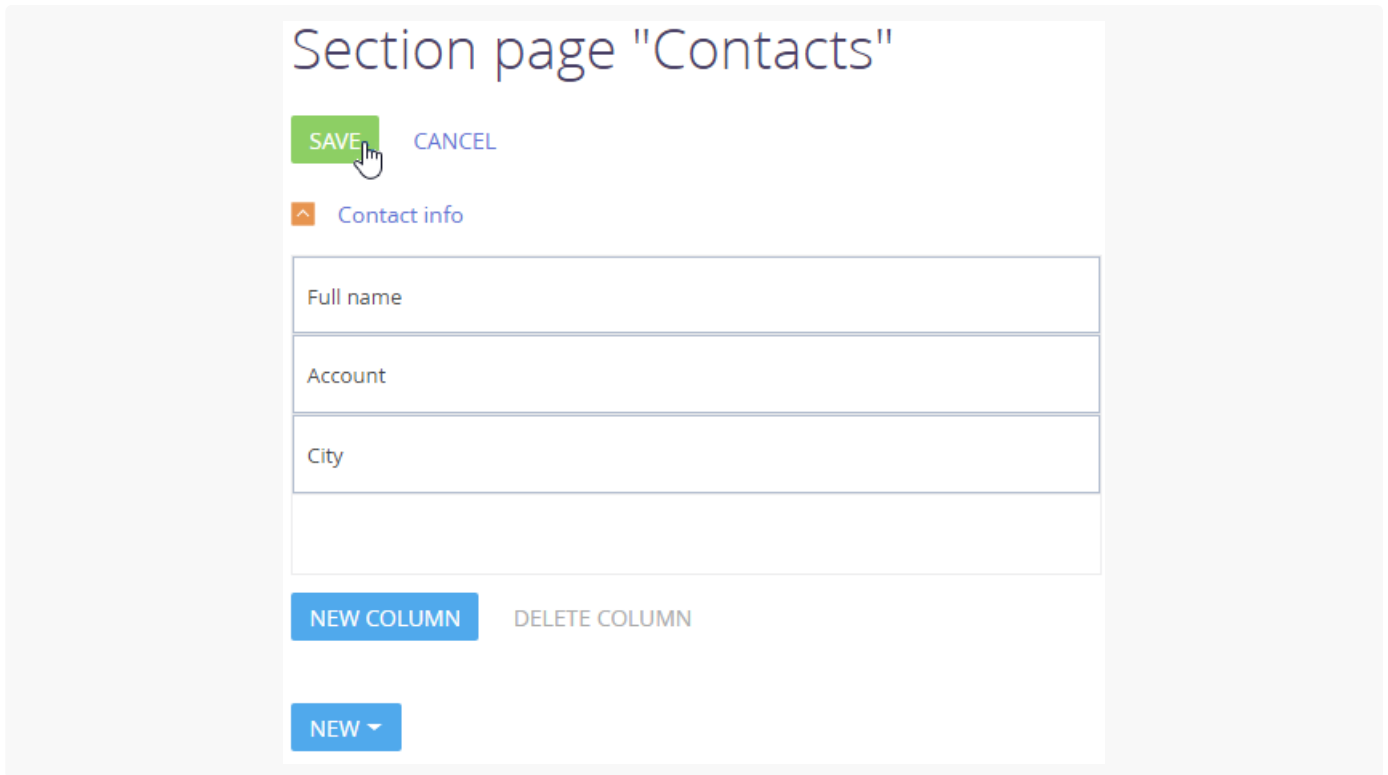 Section page "Contacts"
SAVE CANCEL
Contact info
Full name
Account
City
NEW COLUMN DELETE COLUMN
NEW